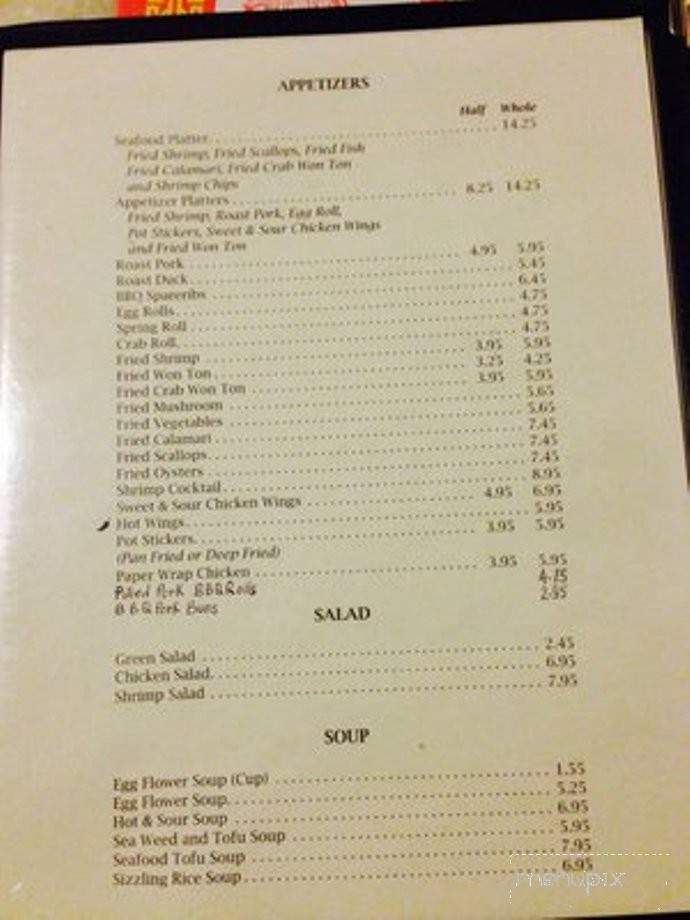 APPETIZERS
Half Whole
Seafood Platter 14.25
Fried Shrimp, Fried Scallops, Fried Fish
Fried Calamari, Fried Crab Won Ton
and Shrimp Chips
Appetizer Platters 8.25 14.25
Fried Shrimp, Roast Pork, Egg Roll,
Pot Stickers, Sweet & Sour Chicken Wings
and Fried Won Ton
Roast Pork 4.95 5.95
Roast Duck 5.45
BBQ Spareribs 6.45
Egg Rolls 4.75
Spring Roll 4.75
Crab Roll 4.75
Fried Shrimp 3.95 5.95
Fried Won Ton 3.25 4.25
Fried Crab Won Ton 3.95 5.95
Fried Mushroom 5.65
Fried Vegetables 5.65
Fried Calamari 7.45
Fried Scallops 7.45
Fried Oysters 7.45
Shrimp Cocktail 8.95
Sweet & Sour Chicken Wings 4.95 6.95
Hot Wings 5.95
Pot Stickers 3.95 5.95
(Pan Fried or Deep Fried)
Paper Wrap Chicken 3.95 5.95
Pulled Pork BBQ Rolls
BBQ Pork Buns
SALAD
Green Salad 2.45
Chicken Salad 6.95
Shrimp Salad 7.95
SOUP
Egg Flower Soup (Cup) 1.55
Egg Flower Soup 5.25
Hot & Sour Soup 6.95
Sea Weed and Tofu Soup 5.95
Seafood Tofu Soup 7.95
Sizzling Rice Soup 6.95
menupix